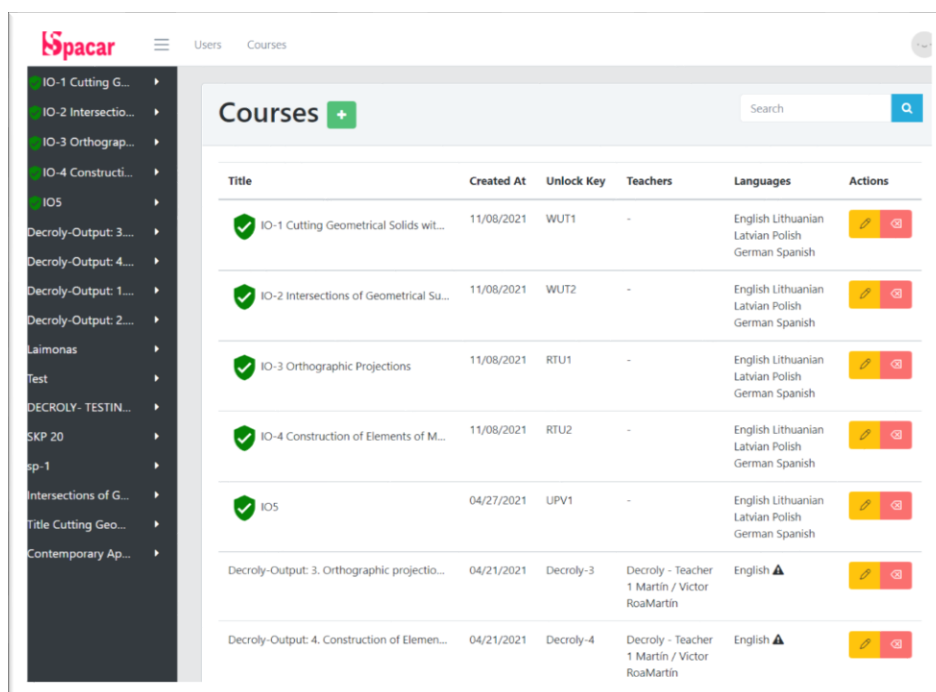 Spacar
Users Courses
IO-1 Cutting G...
IO-2 Intersectio...
IO-3 Orthograp...
IO-4 Constructi...
IO5
Decroly-Output: 3....
Decroly-Output: 4....
Decroly-Output: 1....
Decroly-Output: 2....
Laimonas
Test
DECROLY- TESTIN...
SKP 20
sp-1
Intersections of G...
Title Cutting Geo...
Contemporary Ap...
Courses +
Search
Title Created At Unlock Key Teachers Languages Actions
IO-1 Cutting Geometrical Solids wit... 11/08/2021 WUT1 - English Lithuanian
Latvian Polish
German Spanish
IO-2 Intersections of Geometrical Su... 11/08/2021 WUT2 - English Lithuanian
Latvian Polish
German Spanish
IO-3 Orthographic Projections 11/08/2021 RTU1 - English Lithuanian
Latvian Polish
German Spanish
IO-4 Construction of Elements of M... 11/08/2021 RTU2 - English Lithuanian
Latvian Polish
German Spanish
IO5 04/27/2021 UPV1 - English Lithuanian
Latvian Polish
German Spanish
Decroly-Output: 3. Orthographic projectio... 04/21/2021 Decroly-3 Decroly - Teacher English
1 Martín / Victor
RoaMartín
Decroly-Output: 4. Construction of Elemen... 04/21/2021 Decroly-4 Decroly - Teacher English
1 Martín / Victor
RoaMartín